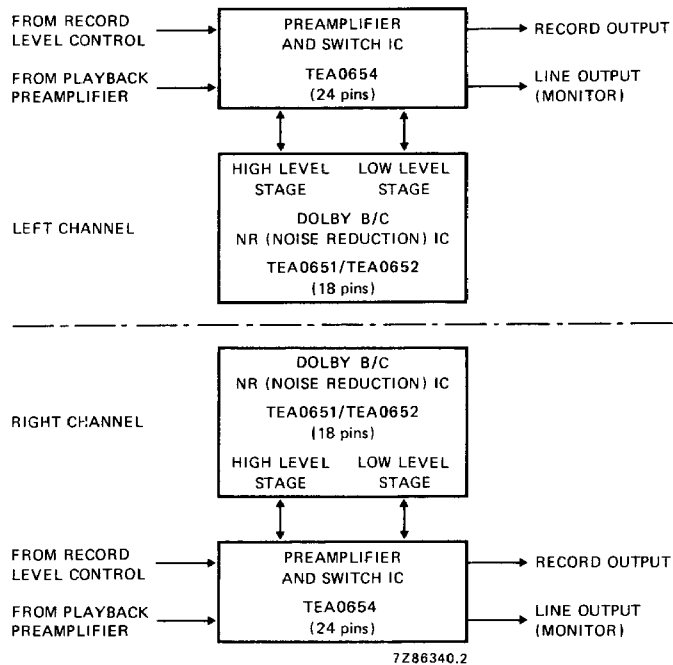 FROM RECORD
LEVEL CONTROL
FROM PLAYBACK
PREAMPLIFIER
PREAMPLIFIER
AND SWITCH IC
TEA0654
(24 pins)
RECORD OUTPUT
LINE OUTPUT
(MONITOR)
HIGH LEVEL
STAGE
LOW LEVEL
STAGE
LEFT CHANNEL
DOLBY B/C
NR (NOISE REDUCTION) IC
TEA0651/TEA0652
(18 pins)
DOLBY B/C
NR (NOISE REDUCTION) IC
RIGHT CHANNEL
TEA0651/TEA0652
(18 pins)
HIGH LEVEL
STAGE
LOW LEVEL
STAGE
FROM RECORD
LEVEL CONTROL
FROM PLAYBACK
PREAMPLIFIER
PREAMPLIFIER
AND SWITCH IC
TEA0654
(24 pins)
RECORD OUTPUT
LINE OUTPUT
(MONITOR)
7Z86340.2